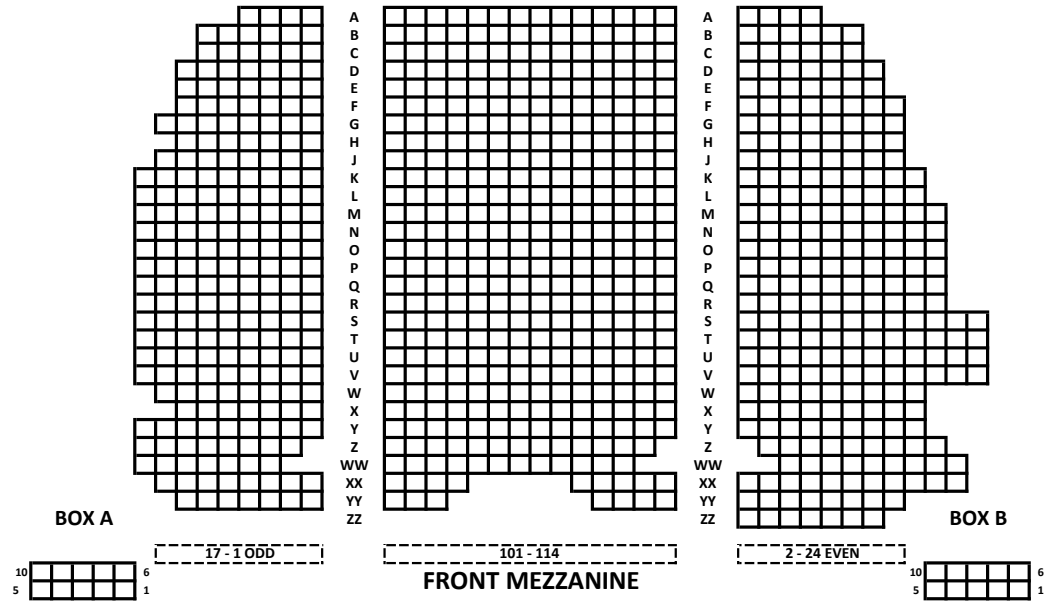 A A
B B
C C
D D
E E
F F
G G
H H
J J
K K
L L
M M
N N
O O
P P
Q Q
R R
S S
T T
U U
V V
W W
X X
Y Y
Z Z
WW WW
XX XX
YY YY
ZZ ZZ
BOX A
BOX B
17 - 1 ODD
101 - 114
2 - 24 EVEN
FRONT MEZZANINE
10 6
5 1
10 6
5 1